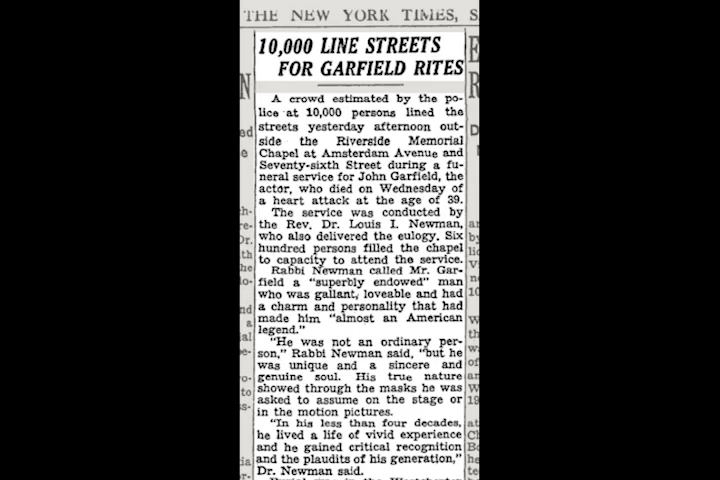 THE NEW YORK TIMES, S
10,000 LINE STREETS
FOR GARFIELD RITES
A crowd estimated by the po-
lice at 10,000 persons lined the
streets yesterday afternoon out-
side the Riverside Memorial
Chapel at Amsterdam Avenue and
Seventy-sixth Street during a fu-
neral service for John Garfield, the
actor, who died on Wednesday of
a heart attack at the age of 39.
The service was conducted by
the Rev. Dr. Louis I. Newman,
who also delivered the eulogy. Six
hundred persons filled the chapel
to capacity to attend the service.
Rabbi Newman called Mr. Gar-
field a "superbly endowed" man
who was gallant, loveable and had
a charm and personality that had
made him "almost an American
legend."
"He was not an ordinary per-
son," Rabbi Newman said, "but he
was unique and a sincere and
genuine soul. His true nature
showed through the masks he was
asked to assume on the stage or
in the motion pictures.
"In his less than four decades,
he lived a life of vivid experience
and he gained critical recognition
and the plaudits of his generation,"
Dr. Newman said.